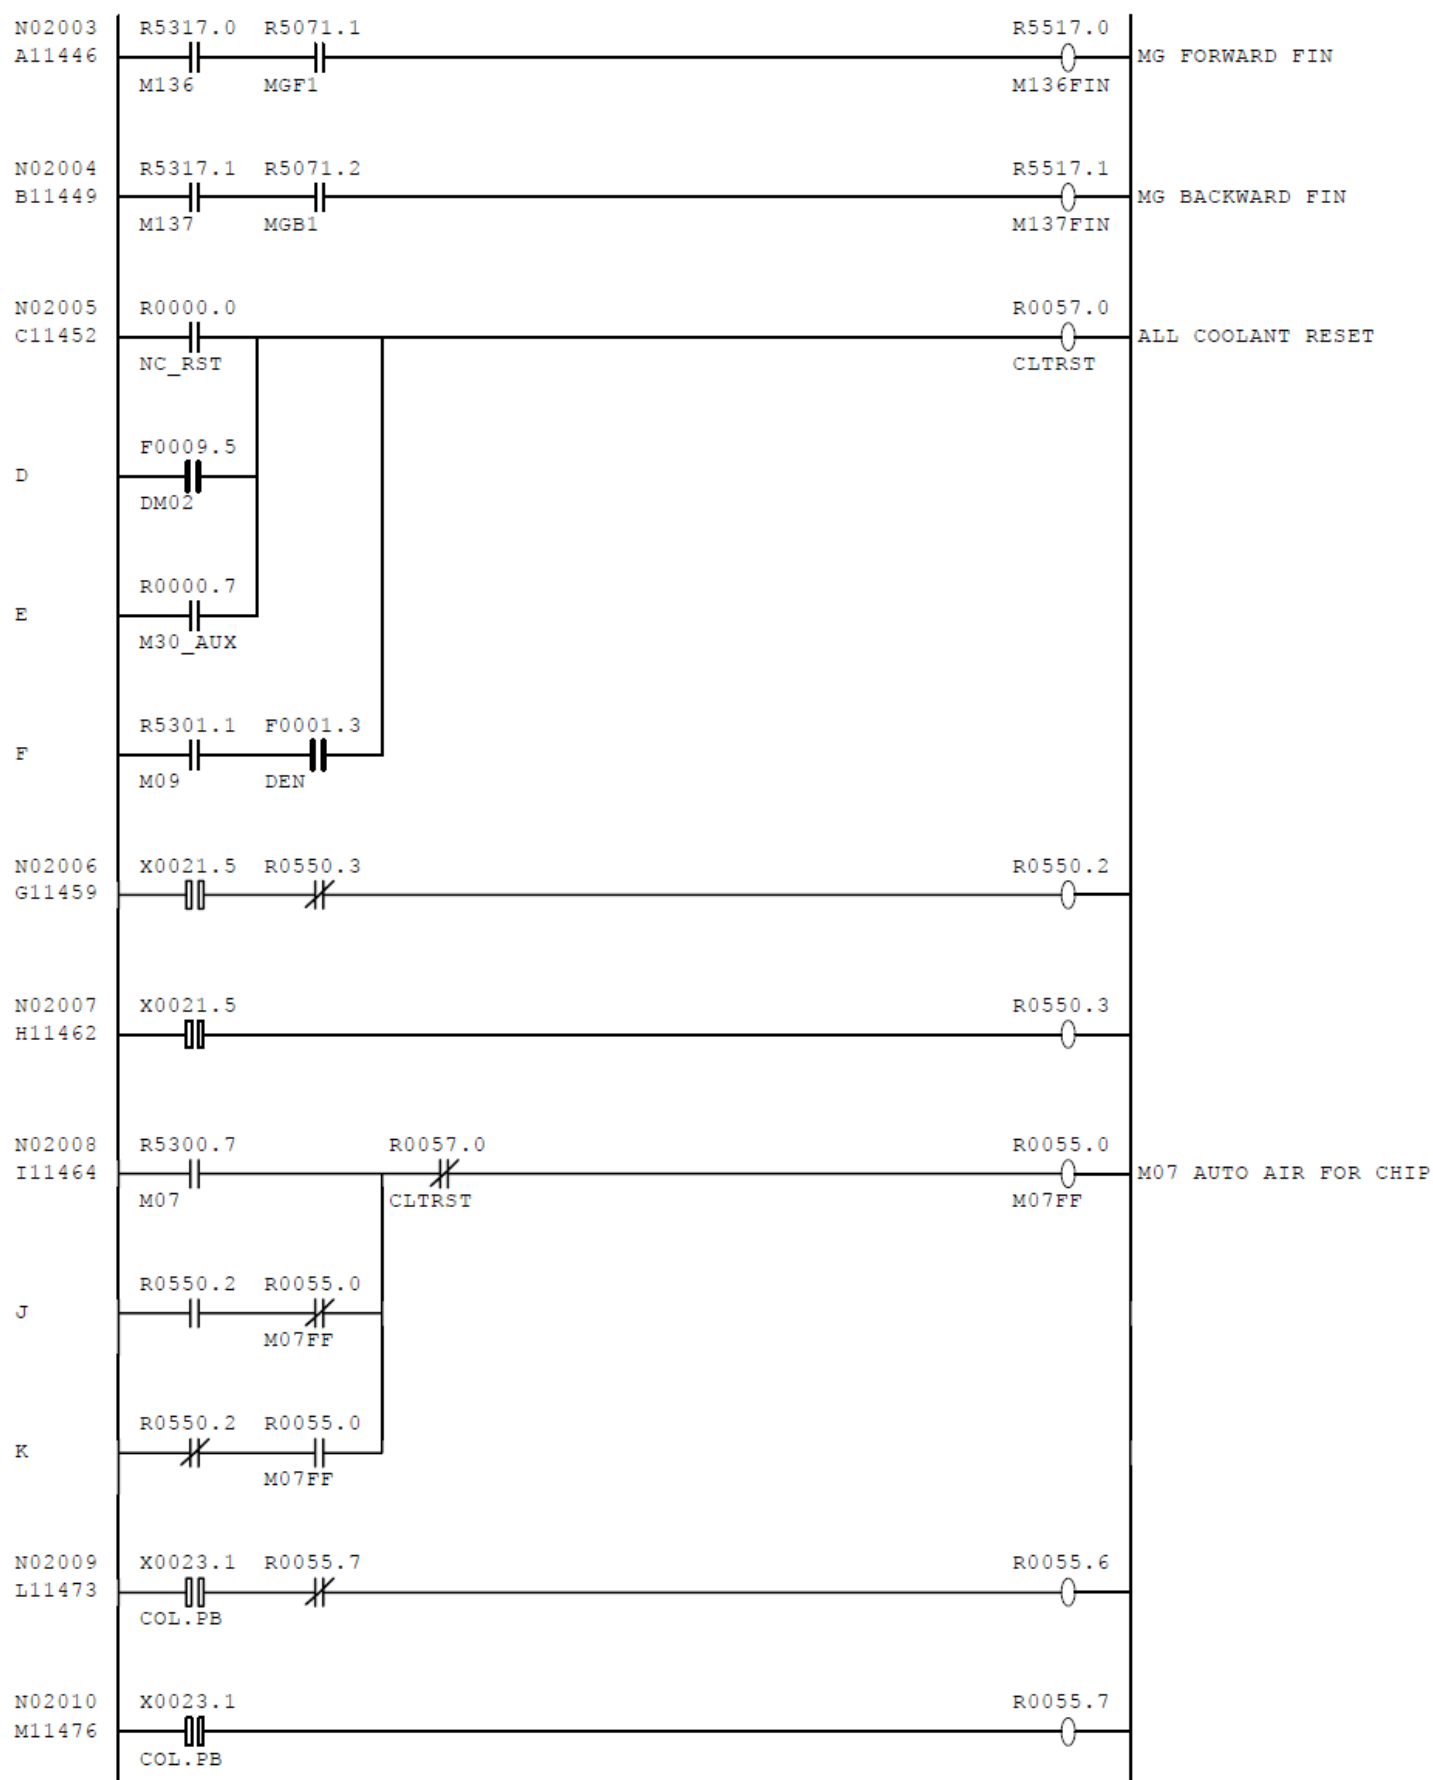 N02003 R5317.0 R5071.1 R5517.0
A11446 MG FORWARD FIN
M136 MGF1 M136FIN
N02004 R5317.1 R5071.2 R5517.1
B11449 MG BACKWARD FIN
M137 MGB1 M137FIN
N02005 R0000.0 R0057.0
C11452 ALL COOLANT RESET
NC_RST CLTRST
F0009.5
D
DM02
R0000.7
E
M30_AUX
R5301.1 F0001.3
F
M09 DEN
N02006 X0021.5 R0550.3 R0550.2
G11459
N02007 X0021.5 R0550.3
H11462
N02008 R5300.7 R0057.0 R0055.0
I11464 M07 AUTO AIR FOR CHIP
M07 CLTRST M07FF
R0550.2 R0055.0
J
M07FF
R0550.2 R0055.0
K
M07FF
N02009 X0023.1 R0055.7 R0055.6
L11473
COL.PB
N02010 X0023.1 R0055.7
M11476
COL.PB